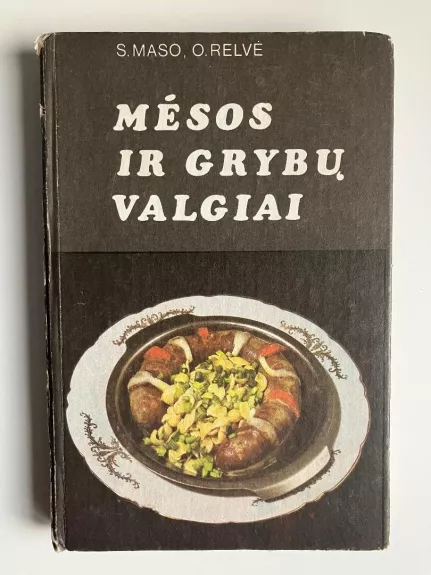 S. MASO, O. RELVĖ
MĖSOS
IR GRYBŲ
VALGIAI